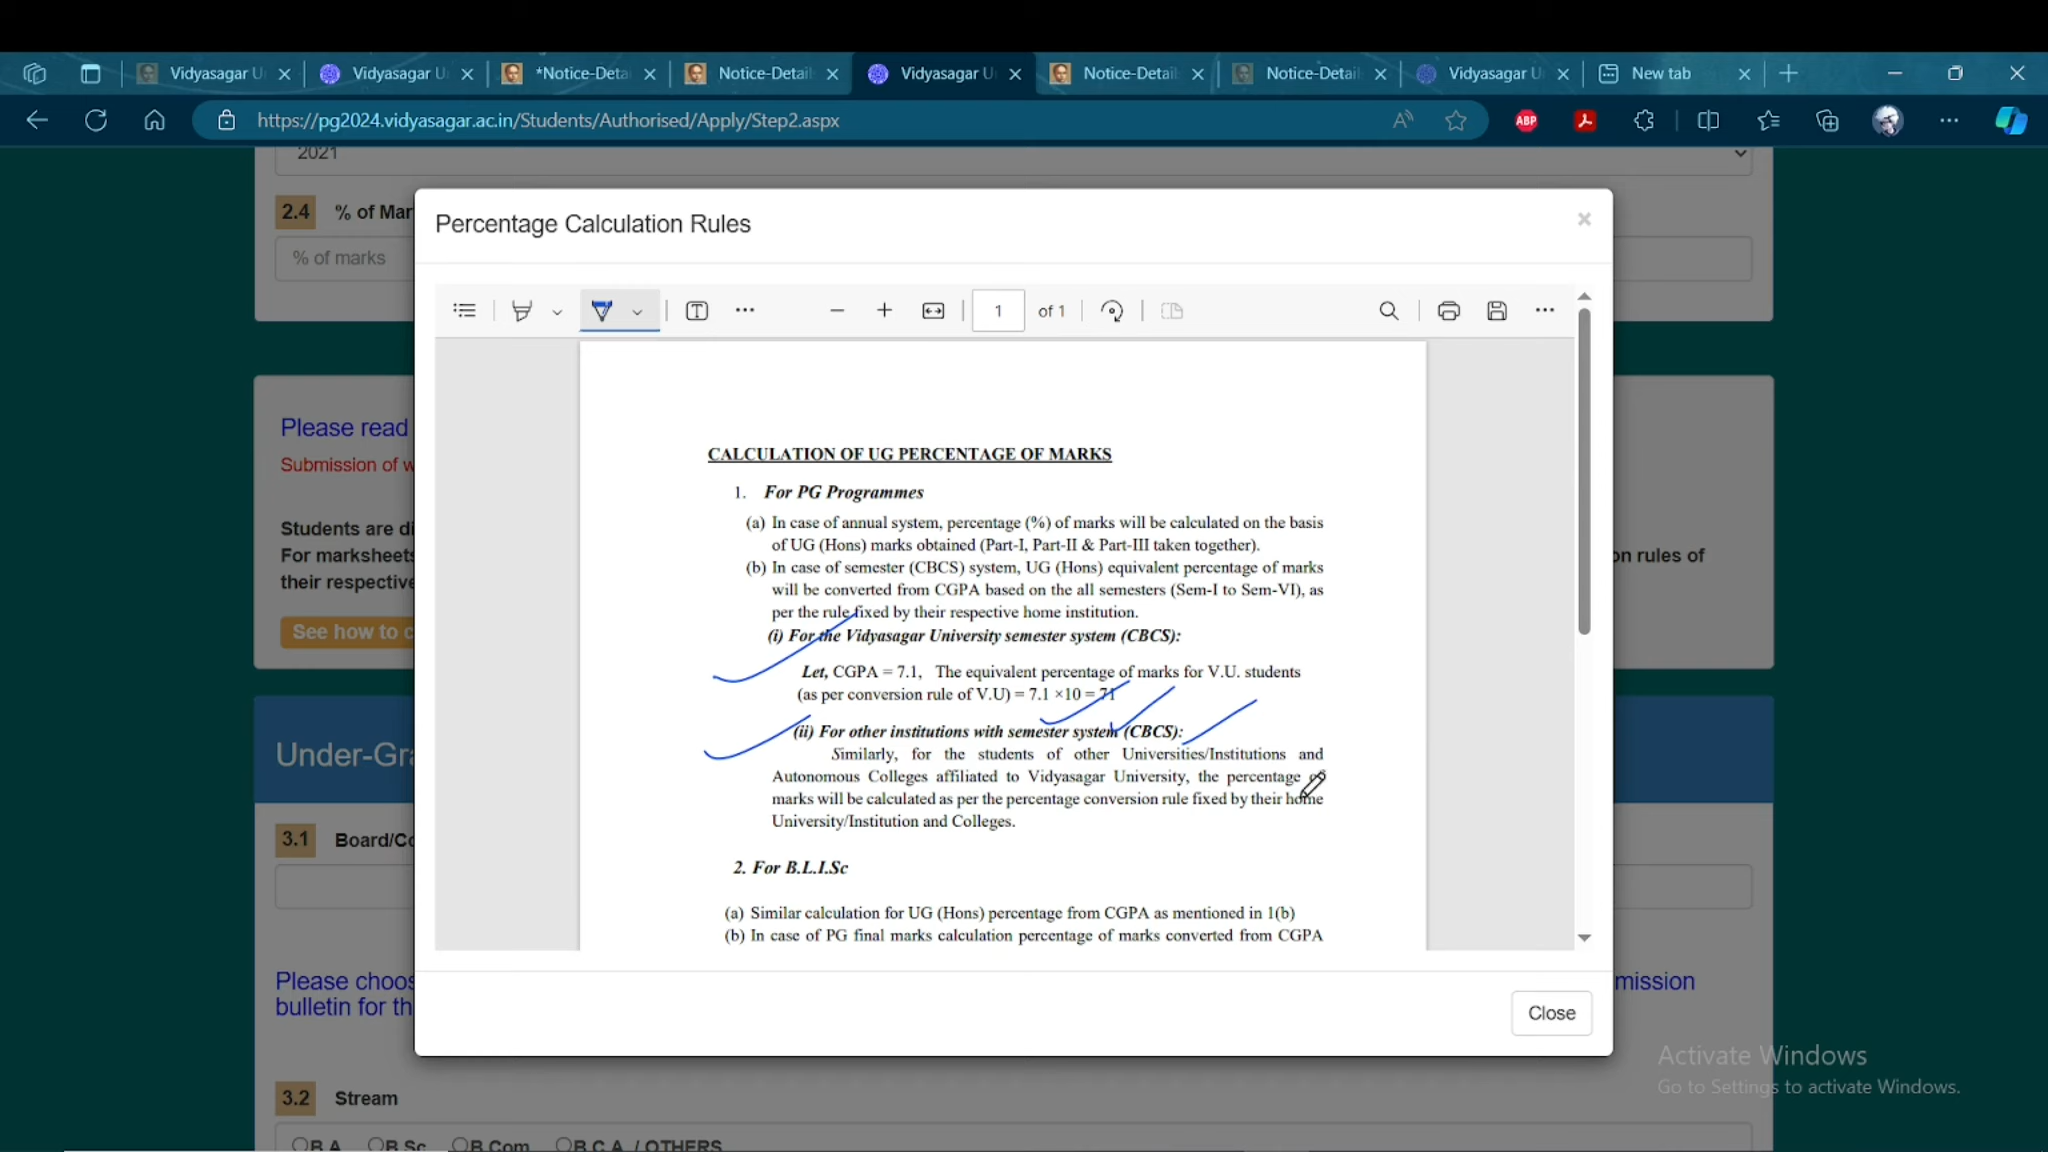 Vidyasagar U
Vidyasagar U
*Notice-Deta
Notice-Detail
Vidyasagar U
Notice-Detail
Notice-Detail
Vidyasagar U
New tab
https://pg2024.vidyasagar.ac.in/Students/Authorised/Apply/Step2.aspx
ABP
2021
2.4 % of Mar
% of marks
Percentage Calculation Rules
×
1 of 1
Please read
Submission of w
Students are di
For marksheets
on rules of
their respective
See how to c
CALCULATION OF UG PERCENTAGE OF MARKS
1. For PG Programmes
(a) In case of annual system, percentage (%) of marks will be calculated on the basis
of UG (Hons) marks obtained (Part-I, Part-II & Part-III taken together).
(b) In case of semester (CBCS) system, UG (Hons) equivalent percentage of marks
will be converted from CGPA based on the all semesters (Sem-I to Sem-VI), as
per the rule fixed by their respective home institution.
(i) For the Vidyasagar University semester system (CBCS):
Let, CGPA = 7.1, The equivalent percentage of marks for V.U. students
(as per conversion rule of V.U) = 7.1 ×10 = 71
(ii) For other institutions with semester system (CBCS):
Similarly, for the students of other Universities/Institutions and
Autonomous Colleges affiliated to Vidyasagar University, the percentage of
marks will be calculated as per the percentage conversion rule fixed by their home
University/Institution and Colleges.
2. For B.L.I.Sc
(a) Similar calculation for UG (Hons) percentage from CGPA as mentioned in 1(b)
(b) In case of PG final marks calculation percentage of marks converted from CGPA
Close
Under-Gra
3.1 Board/Co
Please choos
mission
bulletin for th
3.2 Stream
B.A. B.Sc. B.Com. B.C.A. / OTHERS
Activate Windows
Go to Settings to activate Windows.